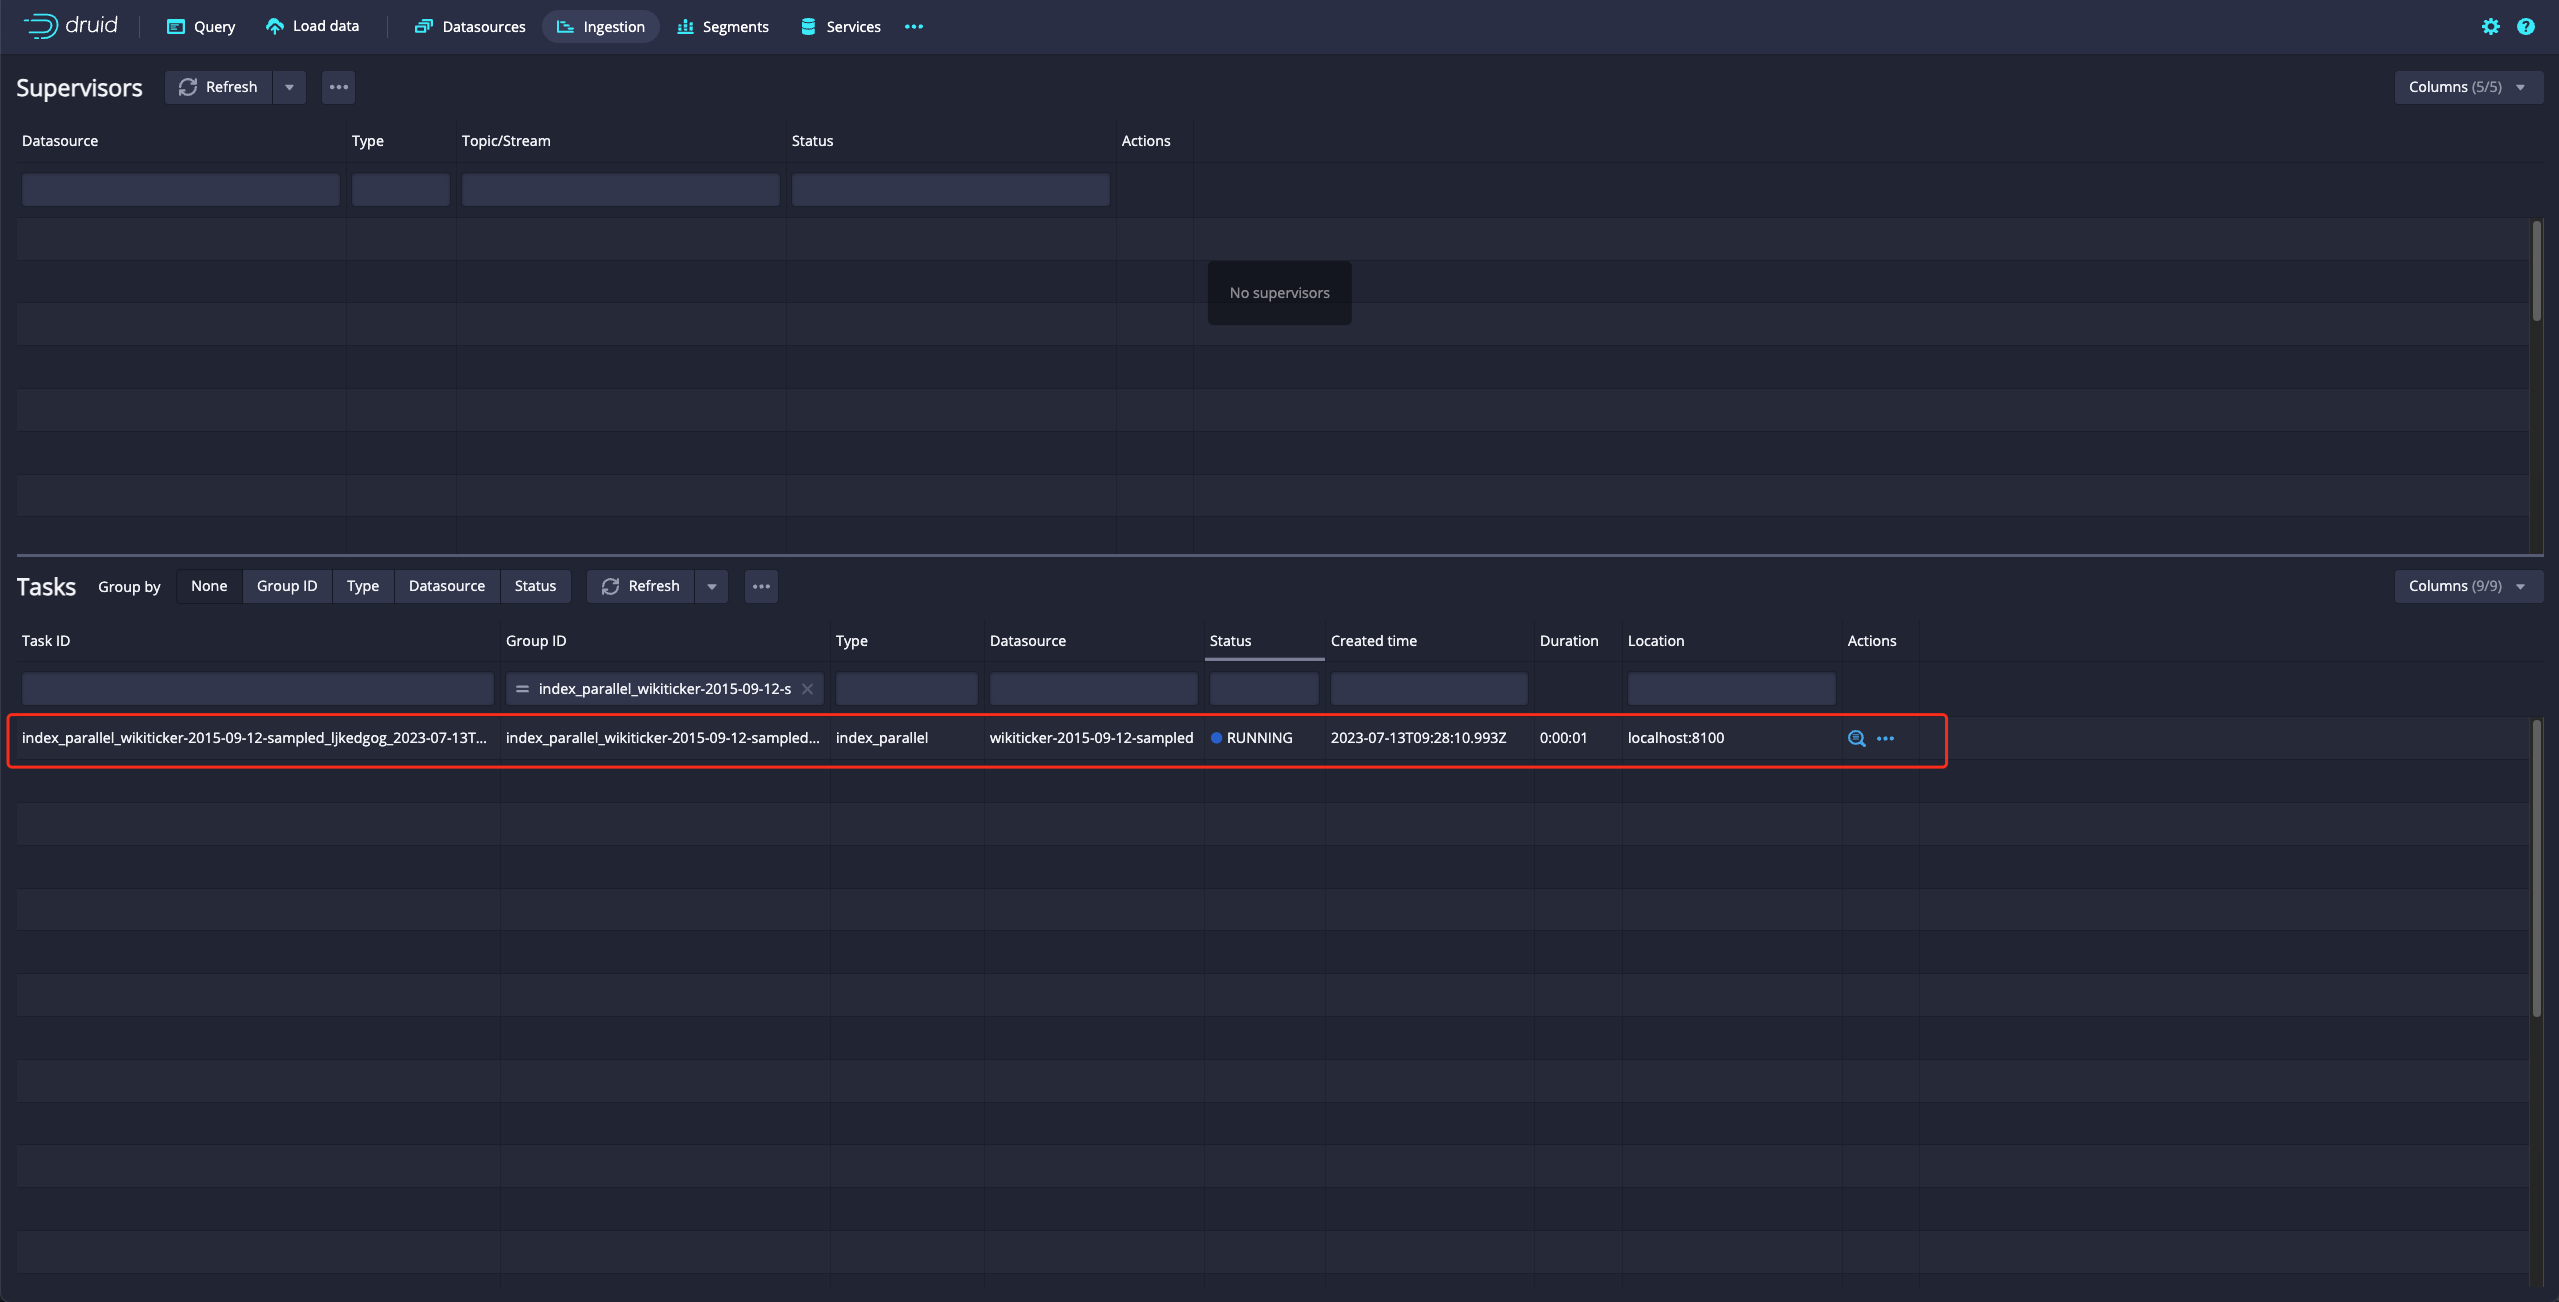 druid Query Load data Datasources Ingestion Segments Services
Supervisors Refresh Columns (5/5)
Datasource Type Topic/Stream Status Actions
No supervisors
Tasks Group by None Group ID Type Datasource Status Refresh Columns (9/9)
Task ID Group ID Type Datasource Status Created time Duration Location Actions
= index_parallel_wikiticker-2015-09-12-s
index_parallel_wikiticker-2015-09-12-sampled_ljkedgog_2023-07-13T... index_parallel_wikiticker-2015-09-12-sampled... index_parallel wikiticker-2015-09-12-sampled RUNNING 2023-07-13T09:28:10.993Z 0:00:01 localhost:8100